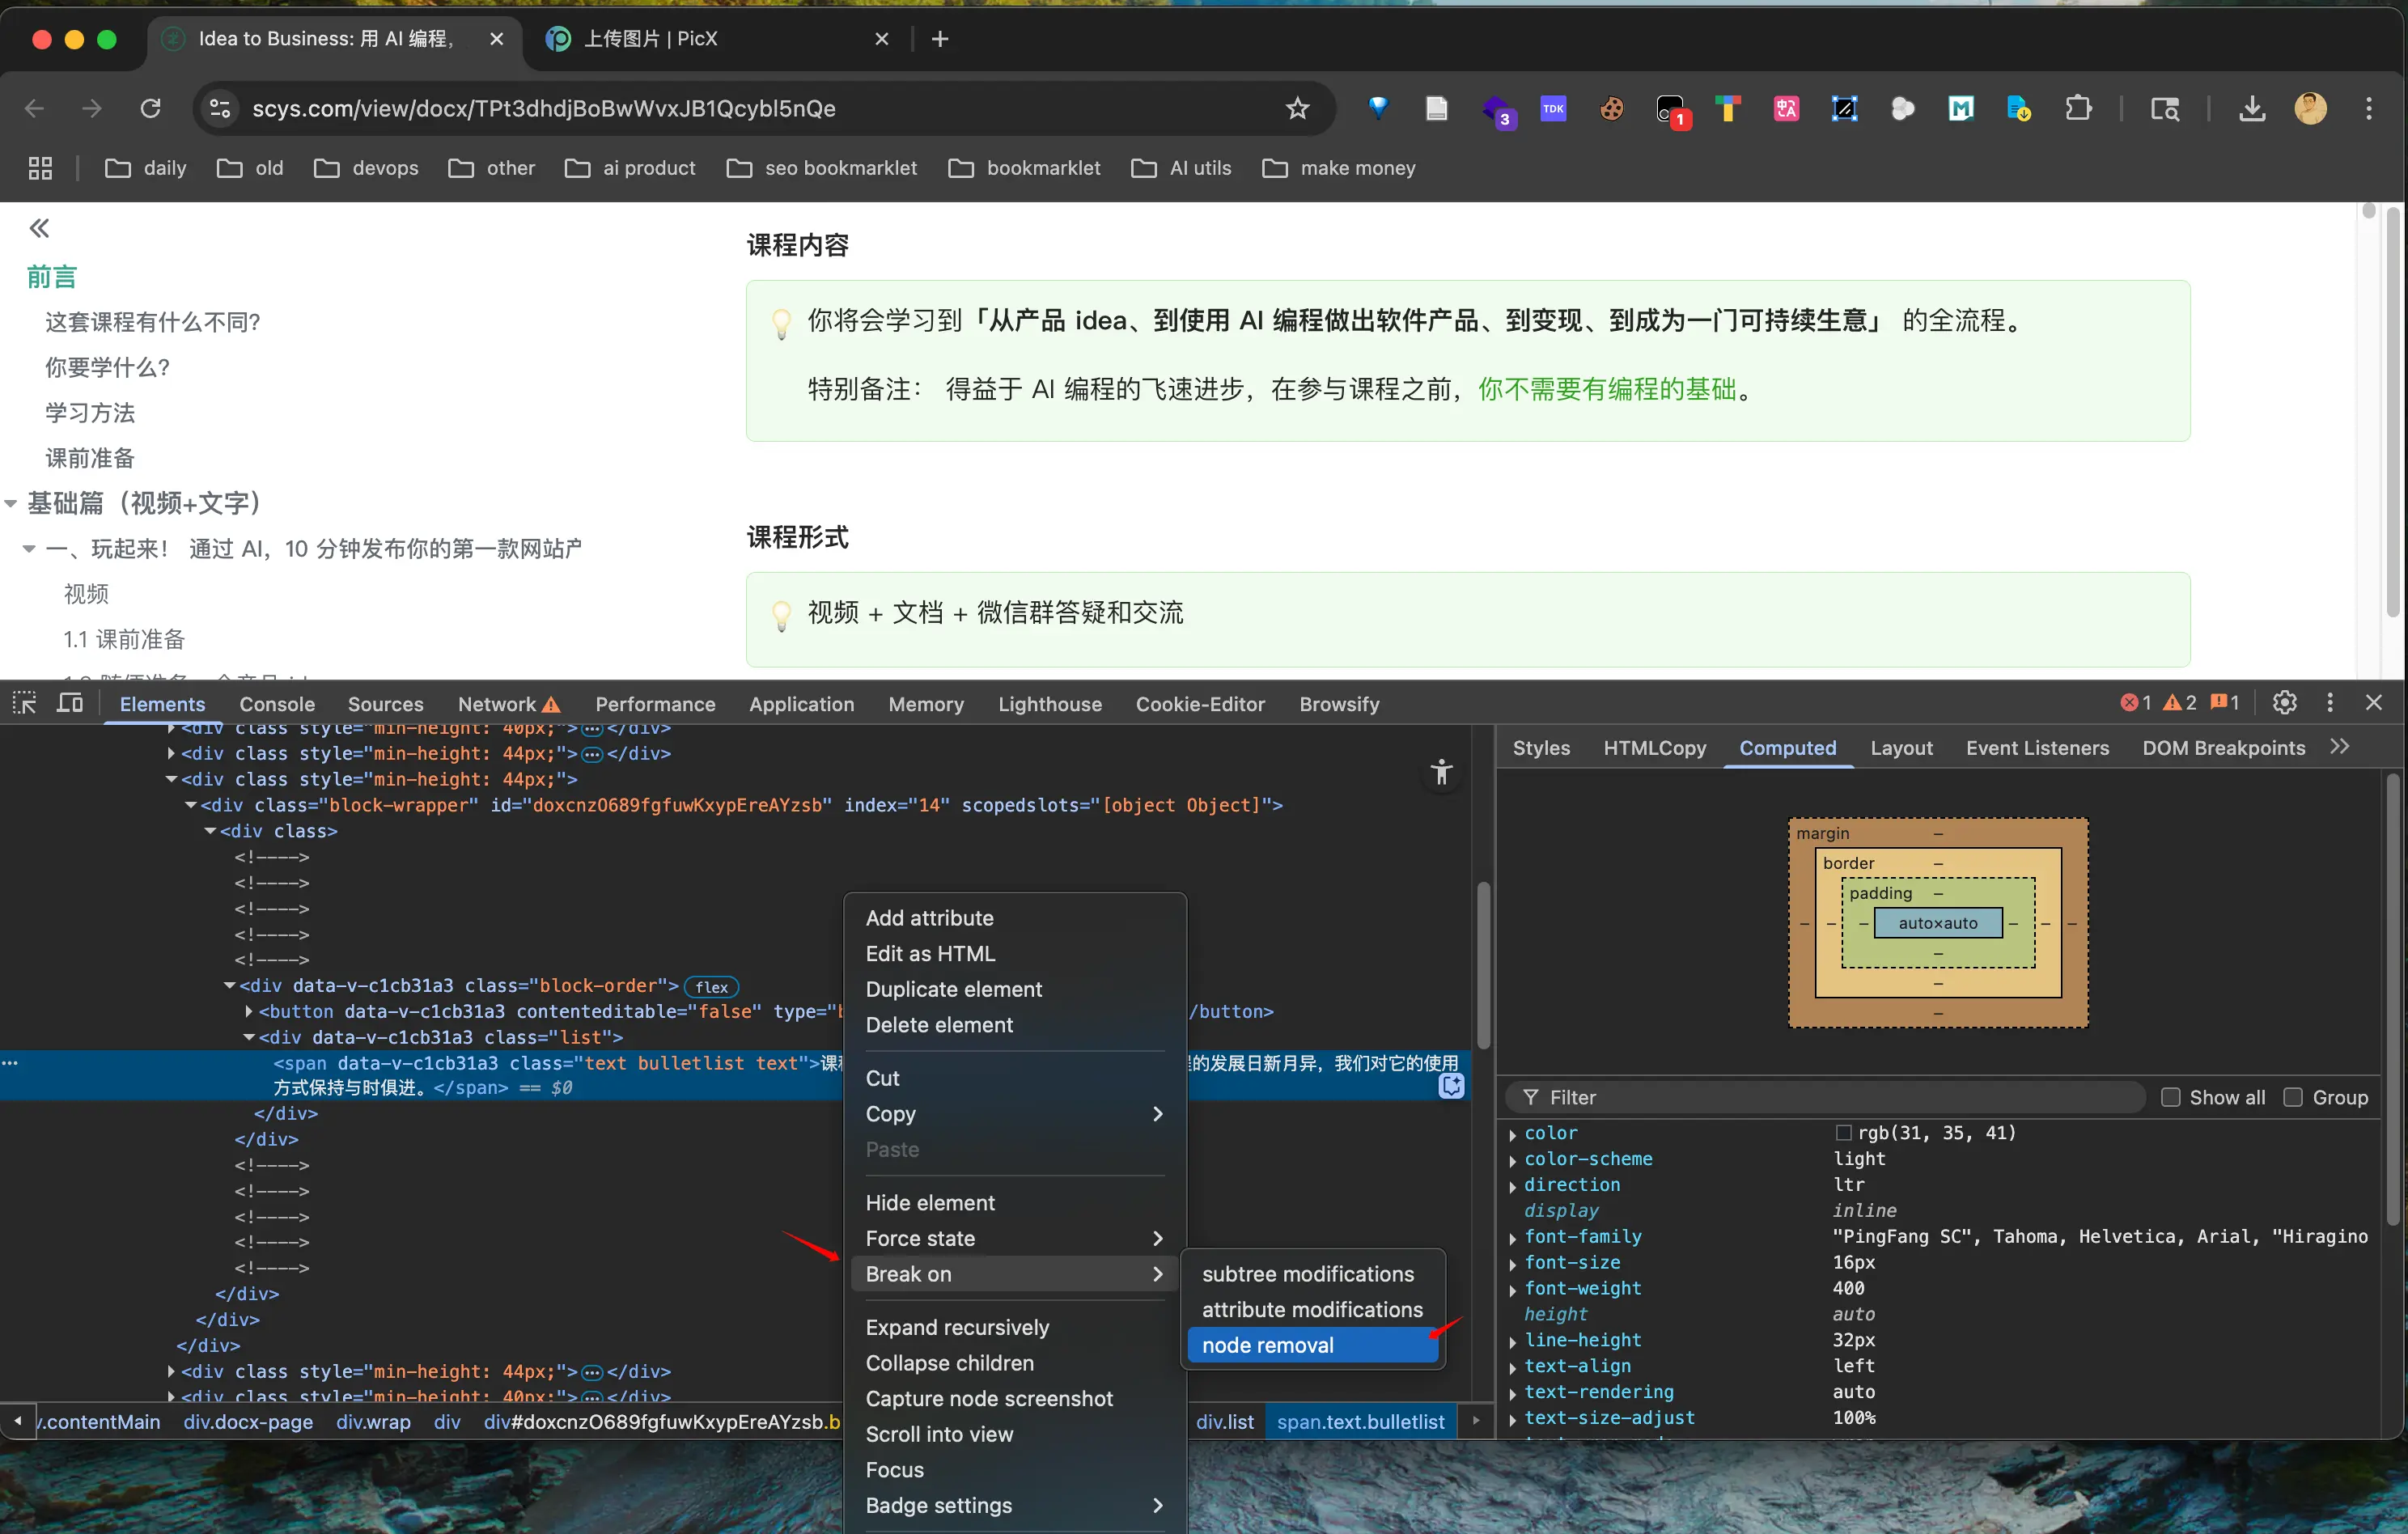 Idea to Business: 用 AI 编程,
上传图片 | PicX
scys.com/view/docx/TPt3dhdjBoBwWvxJB1Qcybl5nQe
3
TDK
1
daily
old
devops
other
ai product
seo bookmarklet
bookmarklet
AI utils
make money
前言
这套课程有什么不同?
你要学什么?
学习方法
课前准备
基础篇（视频+文字）
一、玩起来！ 通过 AI，10 分钟发布你的第一款网站产
视频
1.1 课前准备
课程内容
你将会学习到「从产品 idea、到使用 AI 编程做出软件产品、到变现、到成为一门可持续生意」 的全流程。
特别备注： 得益于 AI 编程的飞速进步，在参与课程之前，你不需要有编程的基础。
课程形式
视频 + 文档 + 微信群答疑和交流
Elements
Console
Sources
Network
Performance
Application
Memory
Lighthouse
Cookie-Editor
Browsify
1
2
1
<div class style="min-height: 40px;">…</div>
<div class style="min-height: 44px;">…</div>
<div class style="min-height: 44px;">
<div class="block-wrapper" id="doxcnzO689fgfuwKxypEreAYzsb" index="14" scopedslots="[object Object]">
<div class>
<!---->
<!---->
<!---->
<!---->
<!---->
<div data-v-c1cb31a3 class="block-order"> flex
<button data-v-c1cb31a3 contenteditable="false" type="b
/button>
<div data-v-c1cb31a3 class="list">
<span data-v-c1cb31a3 class="text bulletlist text">课
的发展日新月异，我们对它的使用
方式保持与时俱进。</span> == $0
</div>
</div>
<!---->
<!---->
<!---->
<!---->
<!---->
</div>
</div>
</div>
<div class style="min-height: 44px;">…</div>
<div class style="min-height: 40px;">…</div>
v.contentMain
div.docx-page
div.wrap
div
div#doxcnzO689fgfuwKxypEreAYzsb.b
div.list
span.text.bulletlist
Add attribute
Edit as HTML
Duplicate element
Delete element
Cut
Copy
Paste
Hide element
Force state
Break on
Expand recursively
Collapse children
Capture node screenshot
Scroll into view
Focus
Badge settings
subtree modifications
attribute modifications
node removal
Styles
HTMLCopy
Computed
Layout
Event Listeners
DOM Breakpoints
margin
–
border
–
padding
–
– – – auto×auto – – –
–
–
–
Filter
Show all
Group
color rgb(31, 35, 41)
color-scheme light
direction ltr
display inline
font-family "PingFang SC", Tahoma, Helvetica, Arial, "Hiragino
font-size 16px
font-weight 400
height auto
line-height 32px
text-align left
text-rendering auto
text-size-adjust 100%